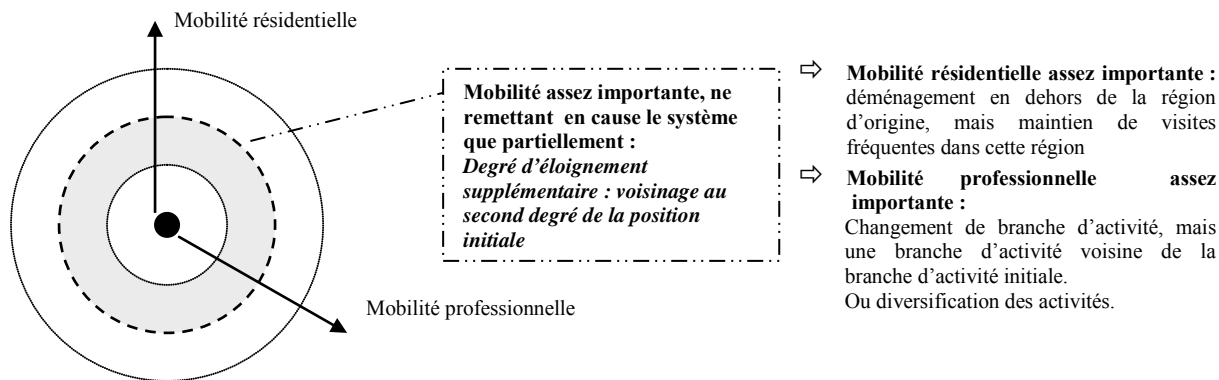 Mobilité résidentielle
Mobilité assez importante, ne
remettant en cause le système
que partiellement :
Degré d’éloignement
supplémentaire : voisinage au
second degré de la position
initiale
Mobilité professionnelle
⇨ Mobilité résidentielle assez importante :
déménagement en dehors de la région
d’origine, mais maintien de visites
fréquentes dans cette région
⇨ Mobilité professionnelle assez
importante :
Changement de branche d’activité, mais
une branche d’activité voisine de la
branche d’activité initiale.
Ou diversification des activités.